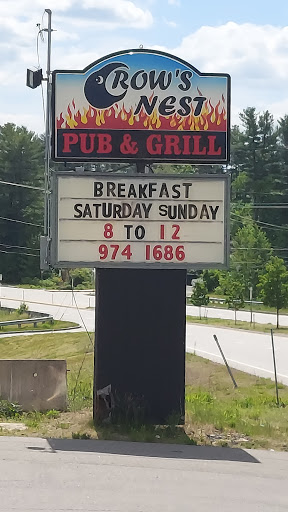 CROW'S
NEST
PUB & GRILL
BREAKFAST
SATURDAY SUNDAY
8 TO 12
974 1686